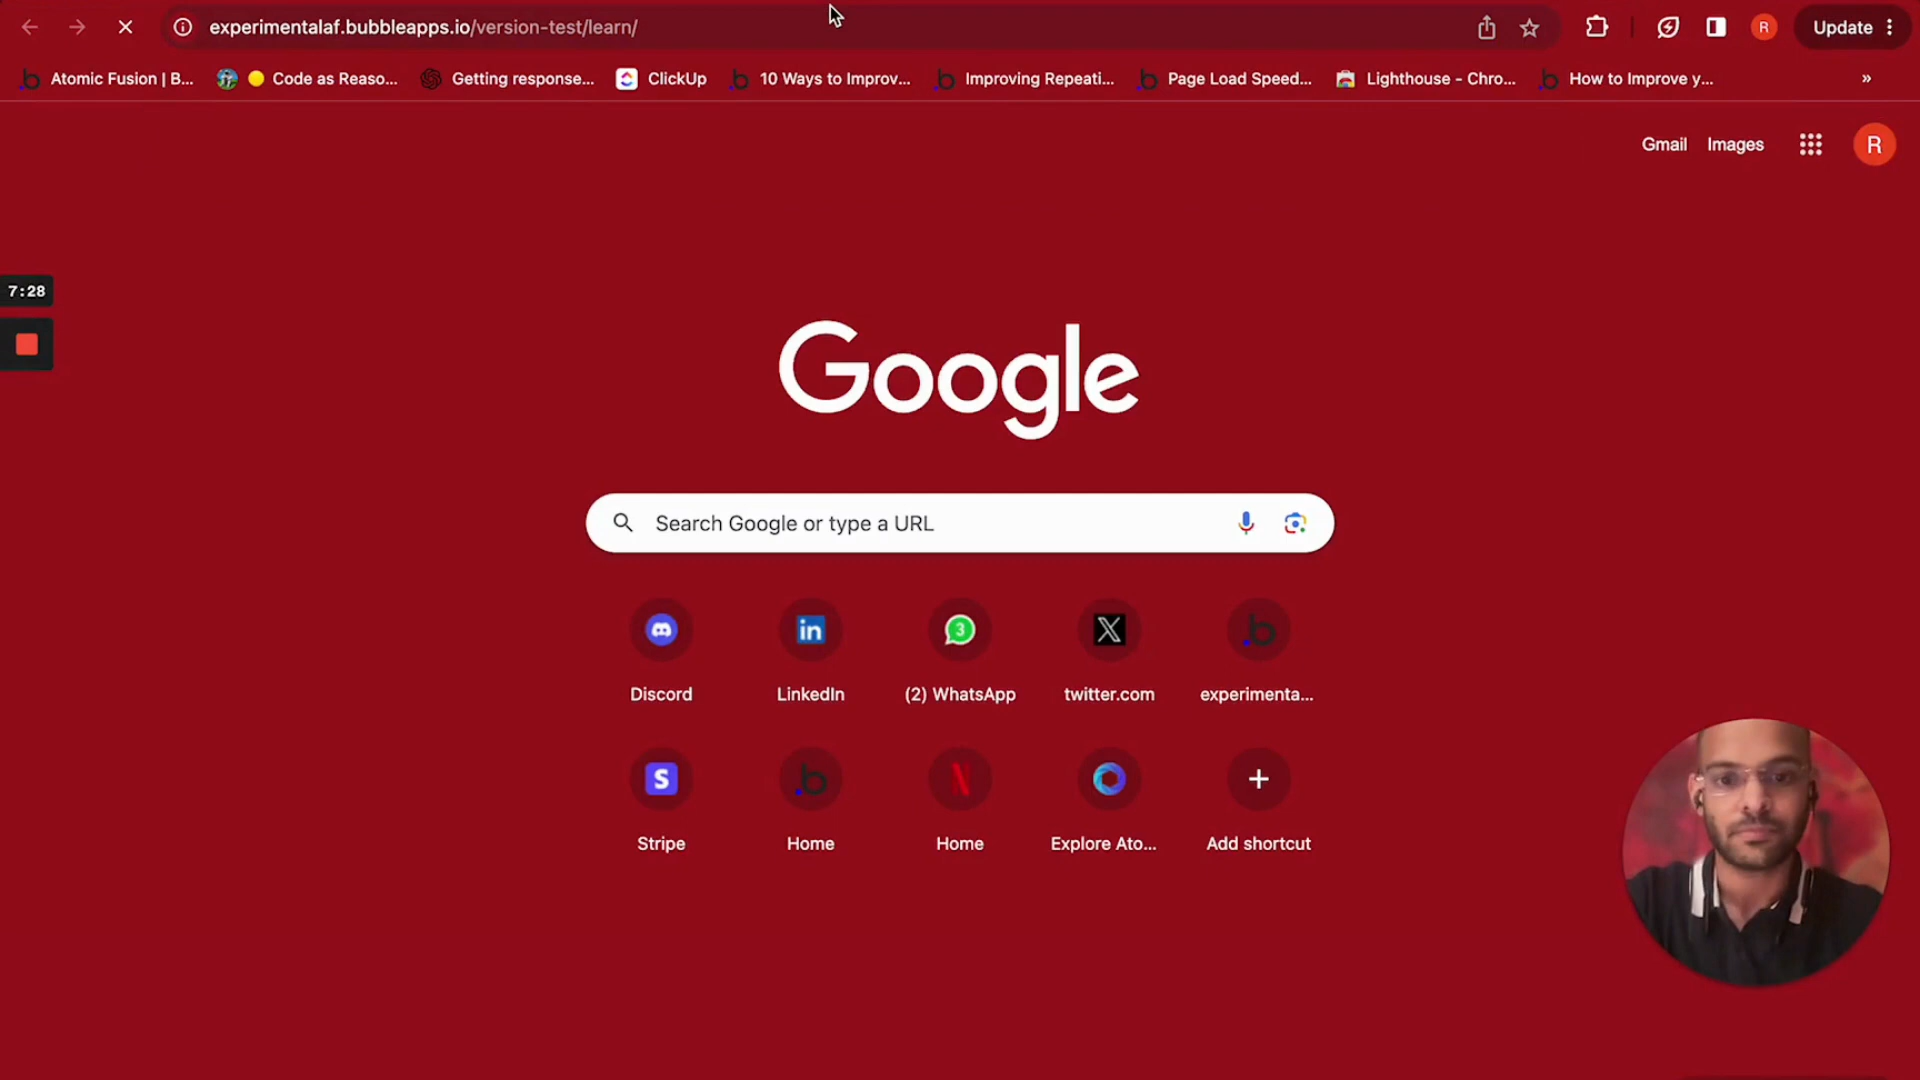 experimentalaf.bubbleapps.io/version-test/learn/
Update
Atomic Fusion | B...
Code as Reaso...
Getting response...
ClickUp
10 Ways to Improv...
Improving Repeati...
Page Load Speed...
Lighthouse - Chro...
How to Improve y...
»
Gmail
Images
R
R
7:28
Google
Search Google or type a URL
3
Discord
LinkedIn
(2) WhatsApp
twitter.com
experimenta...
Stripe
Home
Home
Explore Ato...
Add shortcut